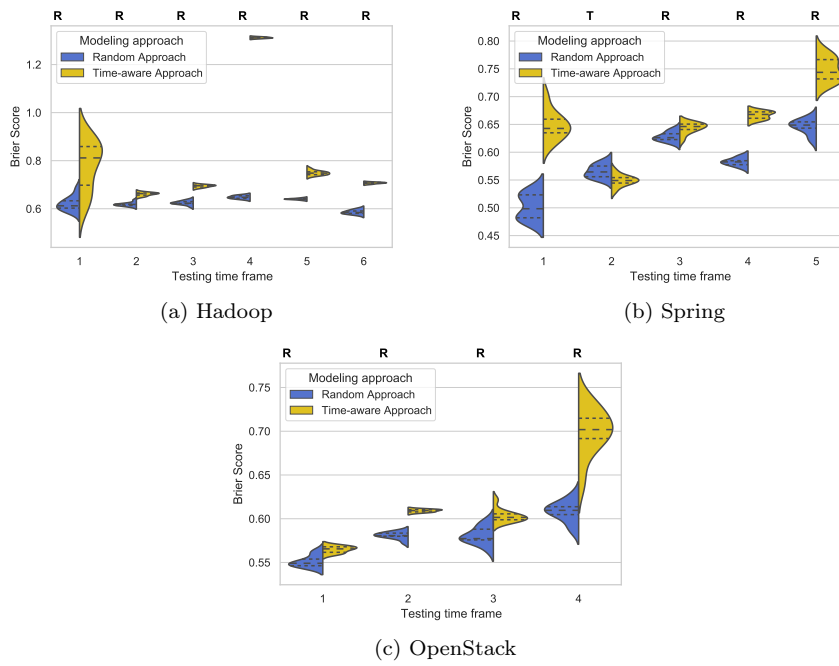 R R R R R R
Modeling approach
Random Approach
Time-aware Approach
Brier Score
1.2
1.0
0.8
0.6
1 2 3 4 5 6
Testing time frame
(a) Hadoop
R T R R R
Modeling approach
Random Approach
Time-aware Approach
Brier Score
0.80
0.75
0.70
0.65
0.60
0.55
0.50
0.45
1 2 3 4 5
Testing time frame
(b) Spring
R R R R
Modeling approach
Random Approach
Time-aware Approach
Brier Score
0.75
0.70
0.65
0.60
0.55
1 2 3 4
Testing time frame
(c) OpenStack